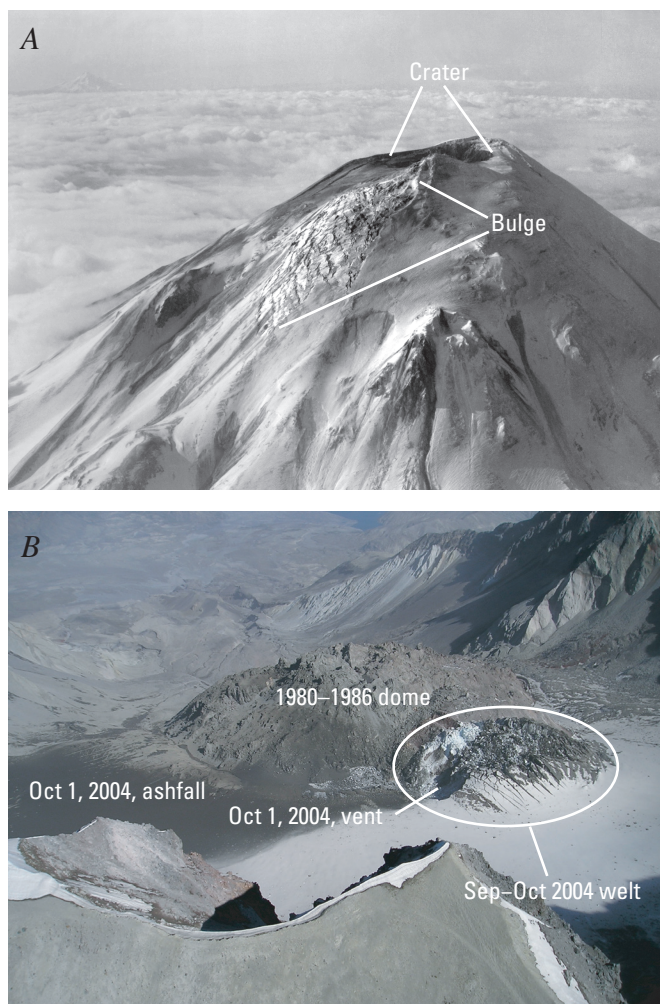 A
Crater
Bulge
B
1980–1986 dome
Oct 1, 2004, ashfall
Oct 1, 2004, vent
Sep–Oct 2004 welt